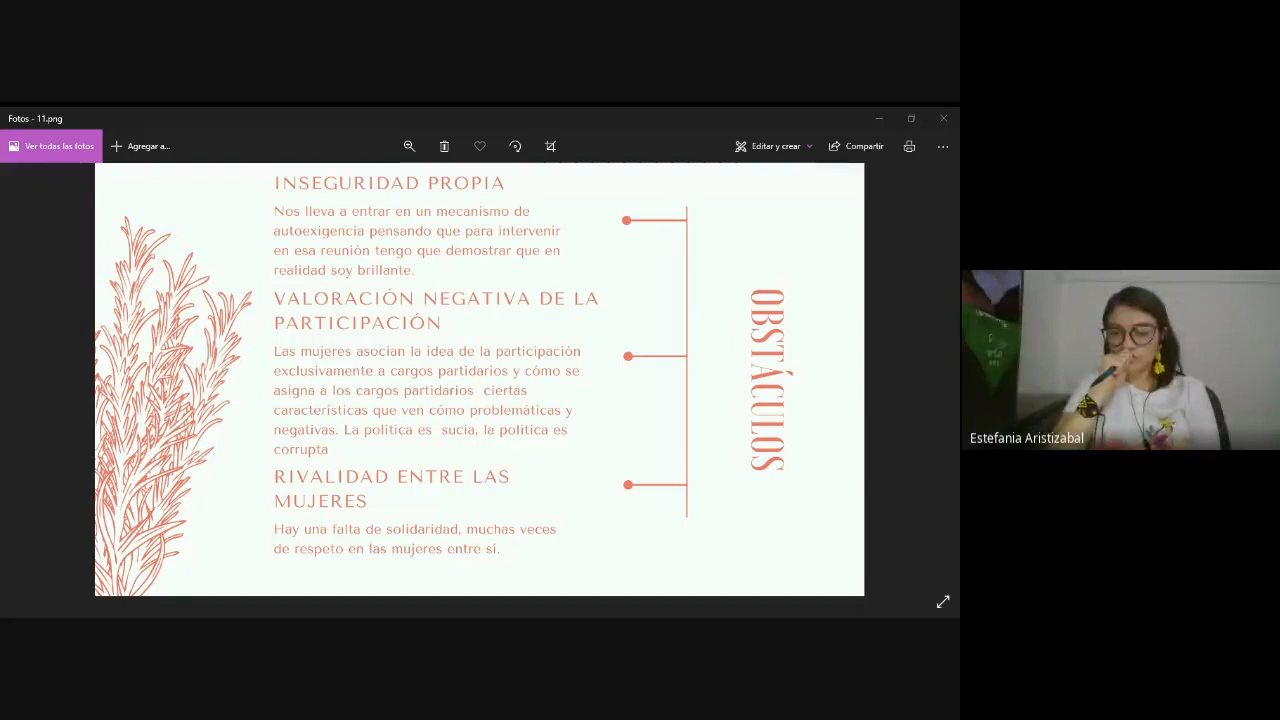 Fotos - 11.png
Ver todas las fotos
Agregar a...
Editar y crear
Compartir
INSEGURIDAD PROPIA
Nos lleva a entrar en un mecanismo de
autoexigencia pensando que para intervenir
en esa reunión tengo que demostrar que en
realidad soy brillante.
VALORACIÓN NEGATIVA DE LA
PARTICIPACIÓN
Las mujeres asocian la idea de la participación
exclusivamente a cargos partidarios y cómo se
asigna a los cargos partidarios ciertas
características que ven cómo problemáticas y
negativas. La política es sucia, la política es
corrupta
RIVALIDAD ENTRE LAS
MUJERES
Hay una falta de solidaridad, muchas veces
de respeto en las mujeres entre sí.
OBSTÁCULOS
Estefania Aristizabal